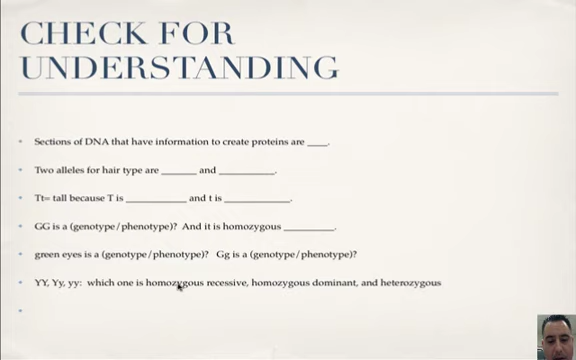 CHECK FOR
UNDERSTANDING
Sections of DNA that have information to create proteins are ____.
Two alleles for hair type are _______ and ___________.
Tt= tall because T is ____________ and t is _____________.
GG is a (genotype/phenotype)? And it is homozygous __________.
green eyes is a (genotype/phenotype)? Gg is a (genotype/phenotype)?
YY, Yy, yy: which one is homozygous recessive, homozygous dominant, and heterozygous